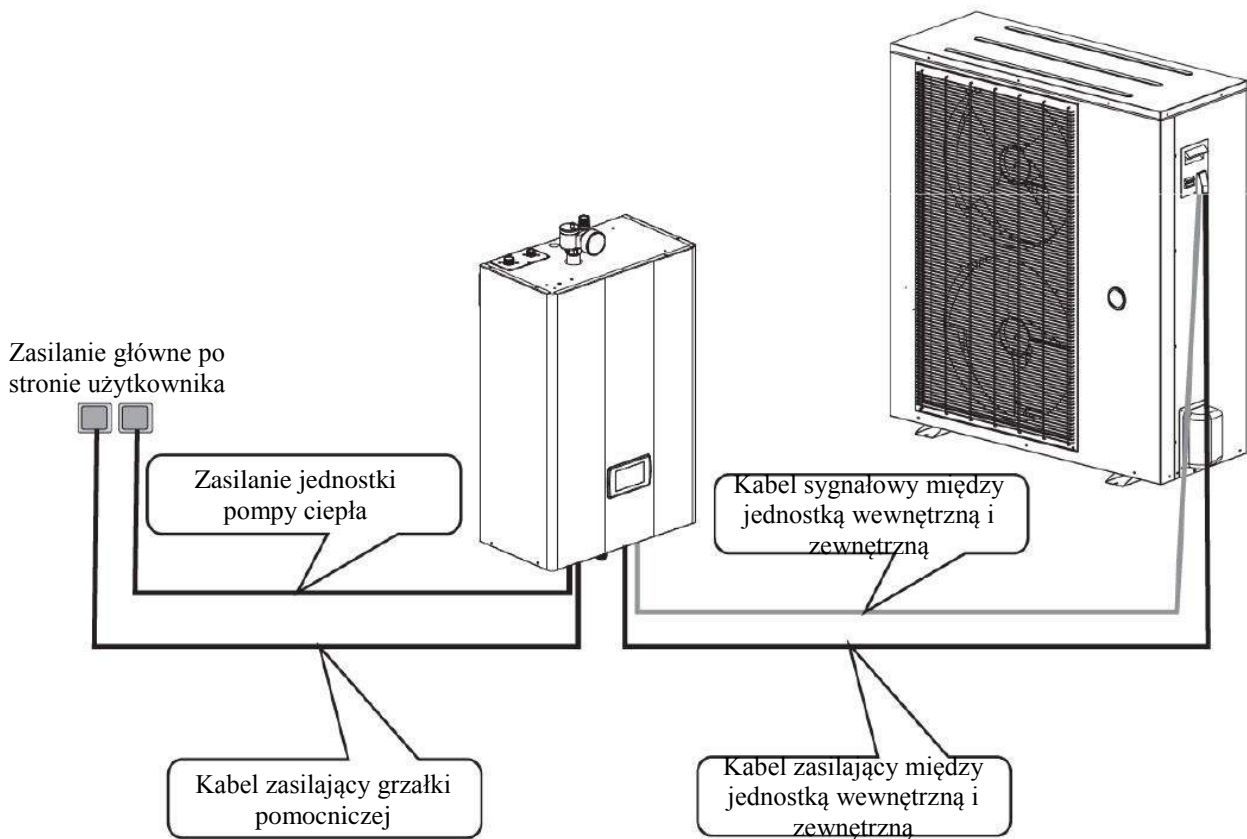 Zasilanie główne po
stronie użytkownika
Zasilanie jednostki
pompy ciepła
Kabel sygnałowy między
jednostką wewnętrzną i
zewnętrzną
Kabel zasilający grzałki
pomocniczej
Kabel zasilający między
jednostką wewnętrzną i
zewnętrzną